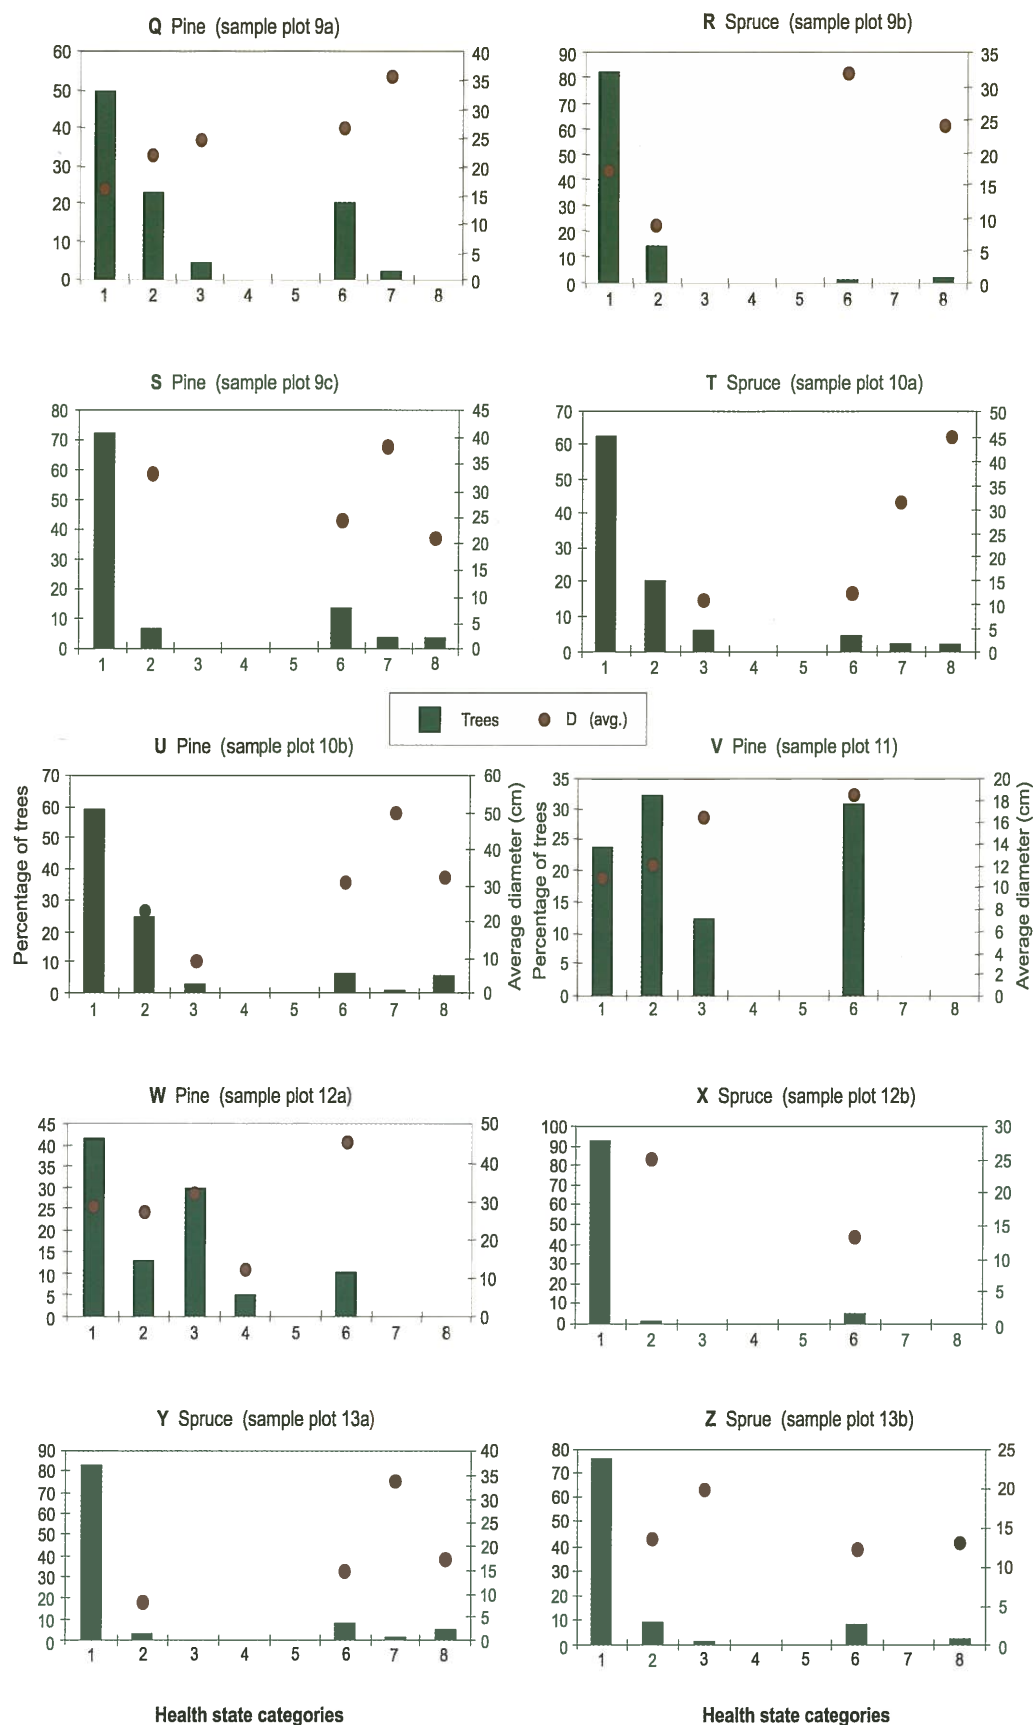 Q Pine (sample plot 9a)
60 50 40 30 20 10 0
40 35 30 25 20 15 10 5 0
1 2 3 4 5 6 7 8
R Spruce (sample plot 9b)
90 80 70 60 50 40 30 20 10 0
35 30 25 20 15 10 5 0
1 2 3 4 5 6 7 8
S Pine (sample plot 9c)
80 70 60 50 40 30 20 10 0
45 40 35 30 25 20 15 10 5 0
1 2 3 4 5 6 7 8
T Spruce (sample plot 10a)
70 60 50 40 30 20 10 0
50 45 40 35 30 25 20 15 10 5 0
1 2 3 4 5 6 7 8
Trees D (avg.)
U Pine (sample plot 10b)
Percentage of trees
70 60 50 40 30 20 10 0
60 50 40 30 20 10 0
Average diameter (cm)
1 2 3 4 5 6 7 8
V Pine (sample plot 11)
Percentage of trees
35 30 25 20 15 10 5 0
20 18 16 14 12 10 8 6 4 2 0
Average diameter (cm)
1 2 3 4 5 6 7 8
W Pine (sample plot 12a)
45 40 35 30 25 20 15 10 5 0
50 40 30 20 10 0
1 2 3 4 5 6 7 8
X Spruce (sample plot 12b)
100 90 80 70 60 50 40 30 20 10 0
30 25 20 15 10 5 0
1 2 3 4 5 6 7 8
Y Spruce (sample plot 13a)
90 80 70 60 50 40 30 20 10 0
40 35 30 25 20 15 10 5 0
1 2 3 4 5 6 7 8
Z Sprue (sample plot 13b)
80 70 60 50 40 30 20 10 0
25 20 15 10 5 0
1 2 3 4 5 6 7 8
Health state categories
Health state categories